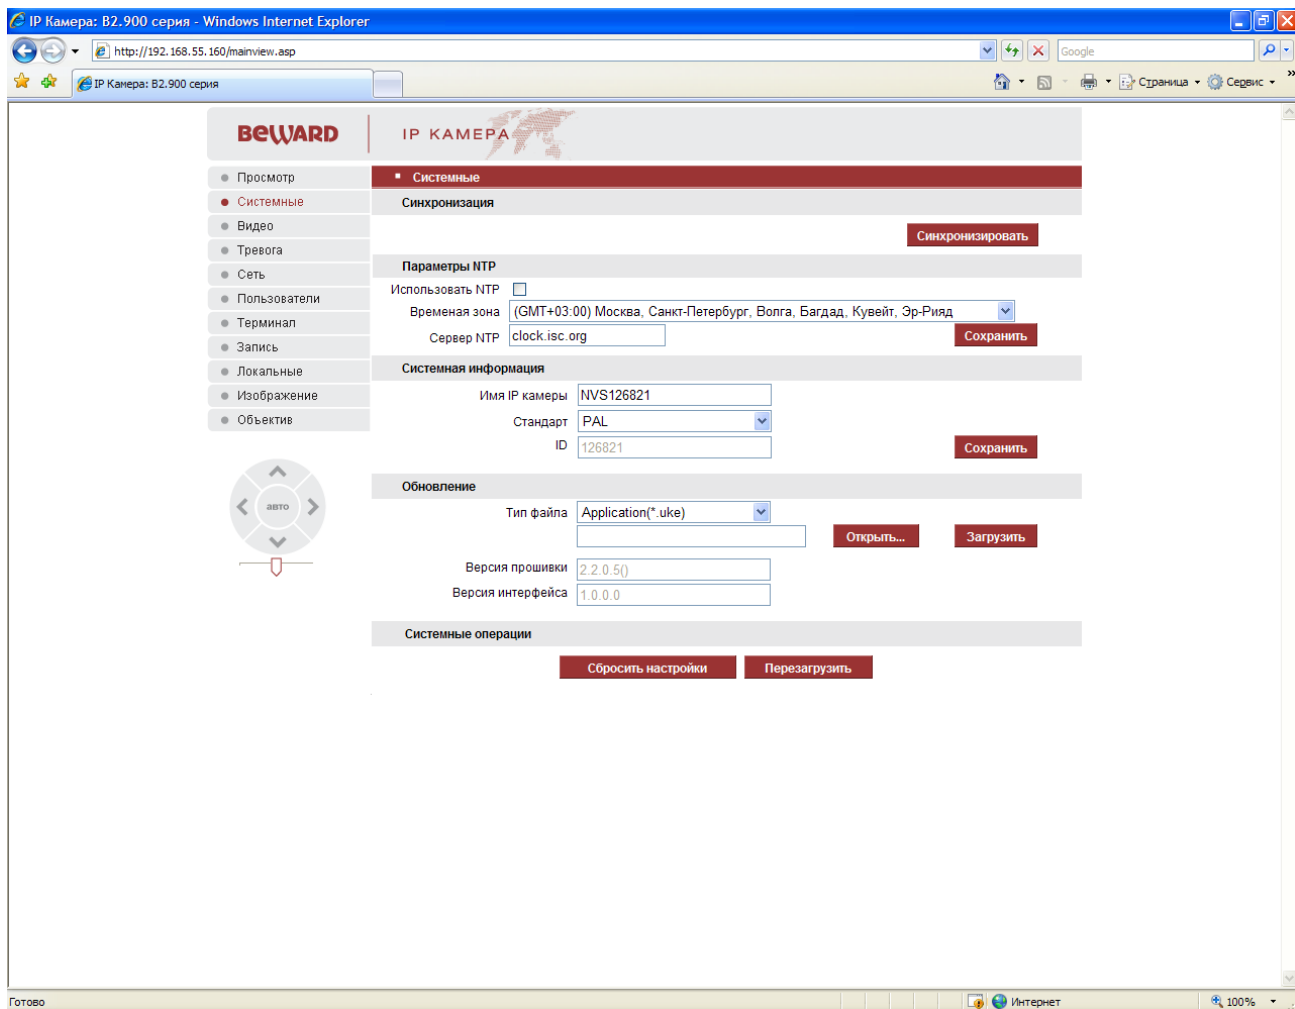 IP Камера: B2.900 серия - Windows Internet Explorer
http://192.168.55.160/mainview.asp
Google
IP Камера: B2.900 серия
Страница
Сервис
»
BEWARD
IP КАМЕРА
Просмотр
Системные
Видео
Тревога
Сеть
Пользователи
Терминал
Запись
Локальные
Изображение
Объектив
авто
Системные
Синхронизация
Синхронизировать
Параметры NTP
Использовать NTP
Временая зона (GMT+03:00) Москва, Санкт-Петербург, Волга, Багдад, Кувейт, Эр-Рияд
Сервер NTP clock.isc.org Сохранить
Системная информация
Имя IP камеры NVS126821
Стандарт PAL
ID 126821 Сохранить
Обновление
Тип файла Application(*.uke)
Открыть... Загрузить
Версия прошивки 2.2.0.5()
Версия интерфейса 1.0.0.0
Системные операции
Сбросить настройки Перезагрузить
Готово Интернет 100%